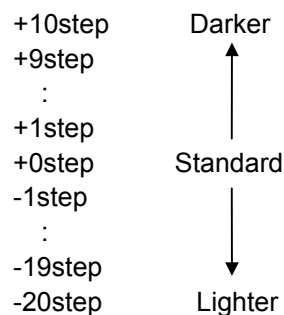 +10step Darker
+9step
:
+1step
+0step Standard
-1step
:
-19step
-20step Lighter